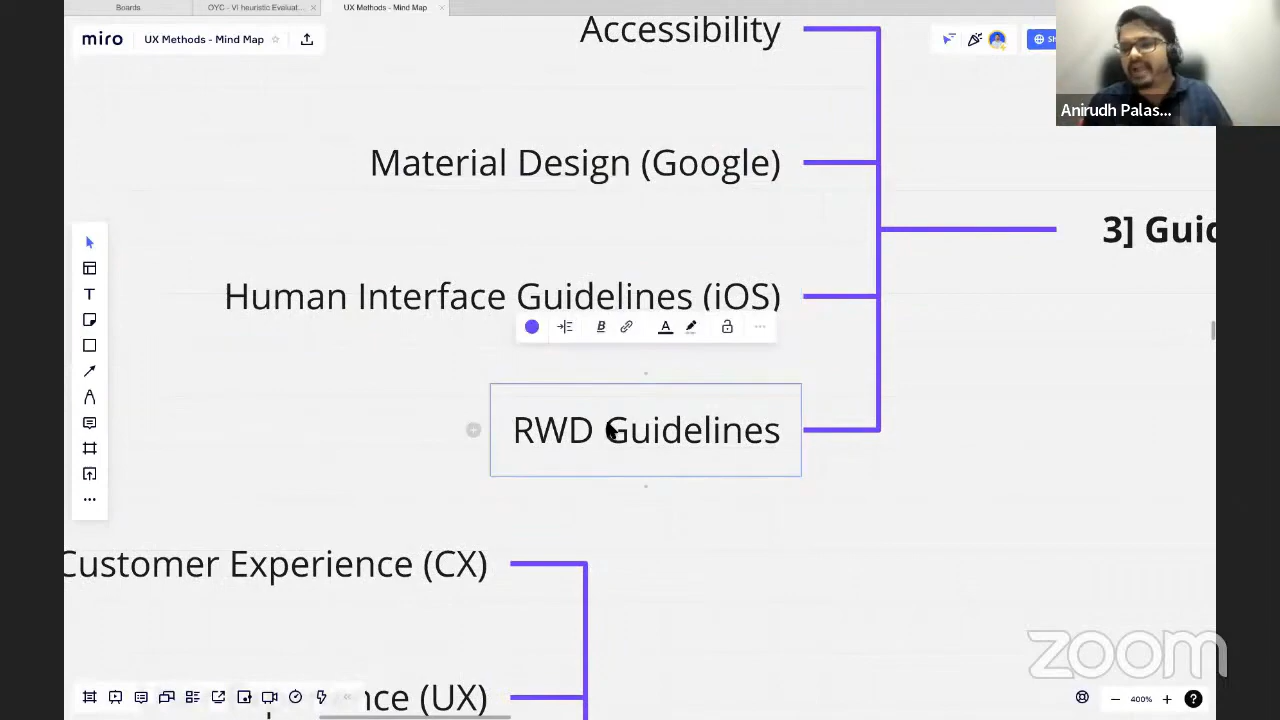 Boards
OYC - VI heuristic Evaluat...
UX Methods - Mind Map
miro
UX Methods - Mind Map
Accessibility
Anirudh Palas...
Material Design (Google)
3] Guid
Human Interface Guidelines (iOS)
B
A
RWD Guidelines
Customer Experience (CX)
zoom
nce (UX)
400%